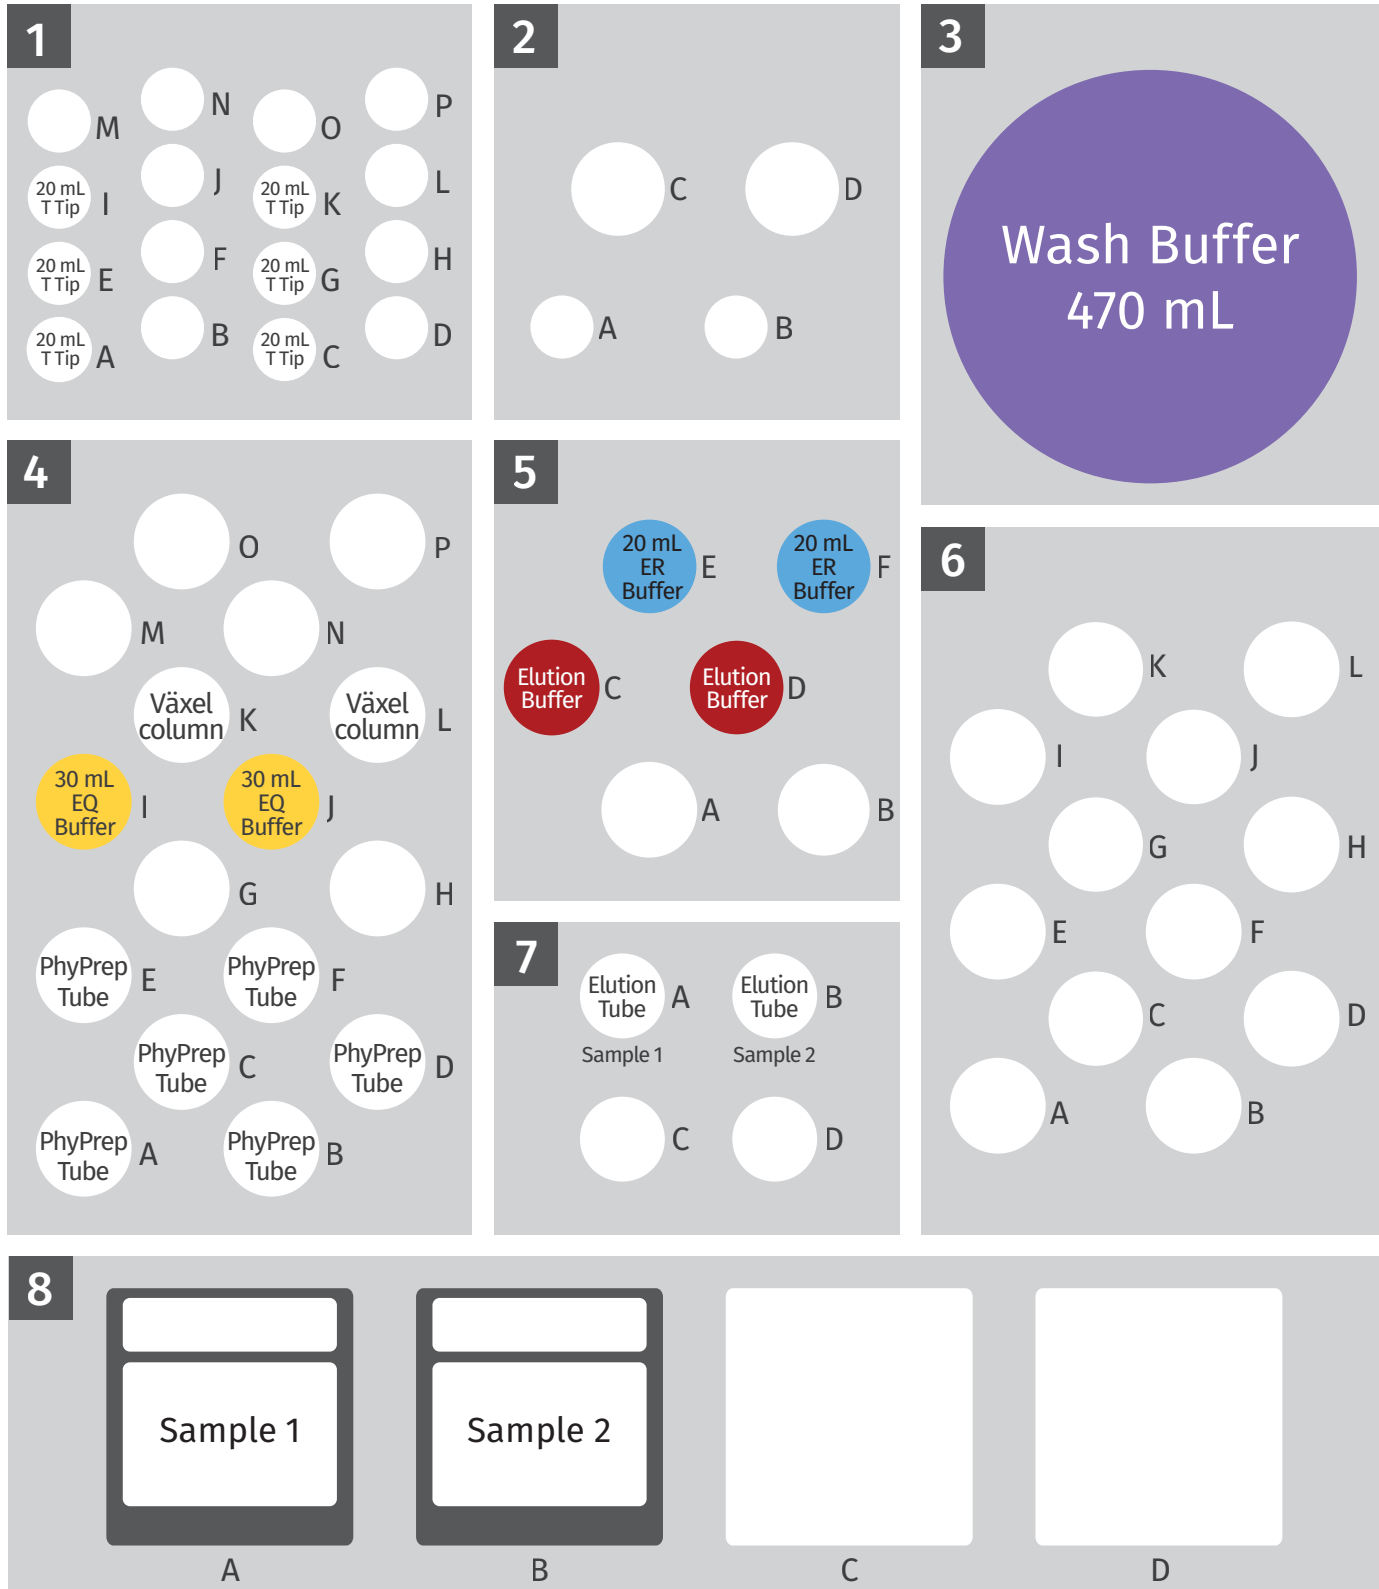 1
M
N
O
P
20 mL
T Tip
I
J
20 mL
T Tip
K
L
20 mL
T Tip
E
F
20 mL
T Tip
G
H
20 mL
T Tip
A
B
20 mL
T Tip
C
D
2
C
D
A
B
3
Wash Buffer
470 mL
4
O
P
M
N
Växel
column
K
Växel
column
L
30 mL
EQ
Buffer
I
30 mL
EQ
Buffer
J
G
H
PhyPrep
Tube
E
PhyPrep
Tube
F
PhyPrep
Tube
C
PhyPrep
Tube
D
PhyPrep
Tube
A
PhyPrep
Tube
B
5
20 mL
ER
Buffer
E
20 mL
ER
Buffer
F
Elution
Buffer
C
Elution
Buffer
D
A
B
6
K
L
I
J
G
H
E
F
C
D
A
B
7
Elution
Tube
A
Elution
Tube
B
Sample 1
Sample 2
C
D
8
Sample 1
Sample 2
A
B
C
D